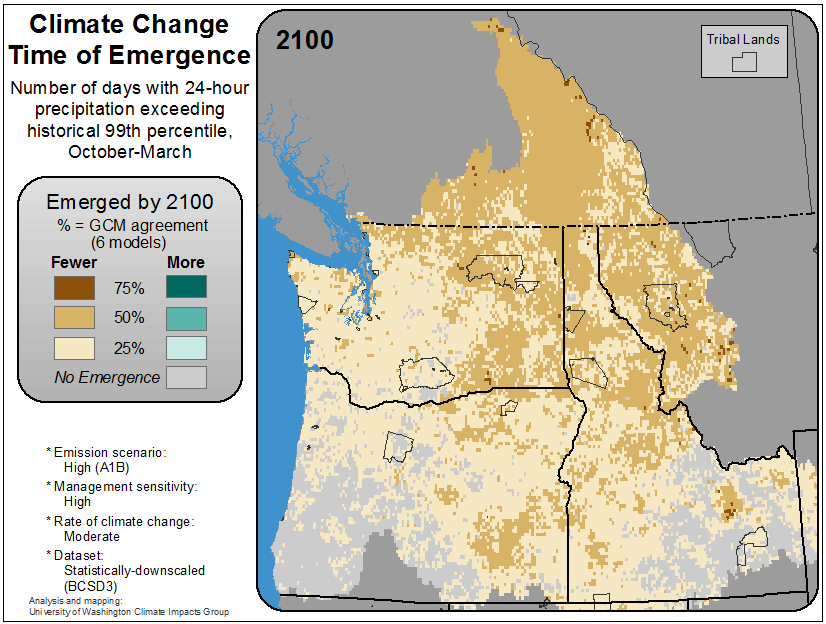 Climate Change
Time of Emergence
Number of days with 24-hour
precipitation exceeding
historical 99th percentile,
October-March
Emerged by 2100
% = GCM agreement
(6 models)
Fewer More
75%
50%
25%
No Emergence
* Emission scenario:
High (A1B)
* Management sensitivity:
High
* Rate of climate change:
Moderate
* Dataset:
Statistically-downscaled
(BCSD3)
Analysis and mapping:
University of Washington Climate Impacts Group
2100
Tribal Lands